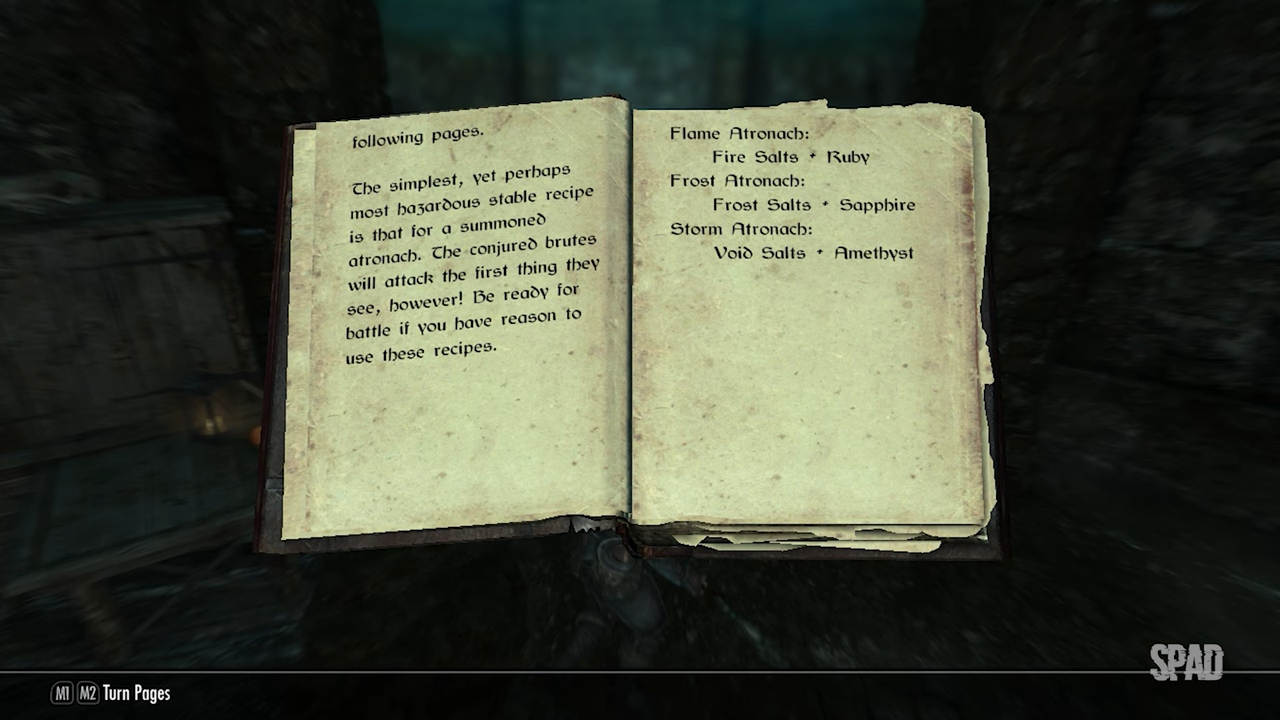 following pages.
The simplest, yet perhaps
most hazardous stable recipe
is that for a summoned
atronach. The conjured brutes
will attack the first thing they
see, however! Be ready for
battle if you have reason to
use these recipes.
Flame Atronach:
Fire Salts + Ruby
Frost Atronach:
Frost Salts + Sapphire
Storm Atronach:
Void Salts + Amethyst
SPAD
M1 M2 Turn Pages